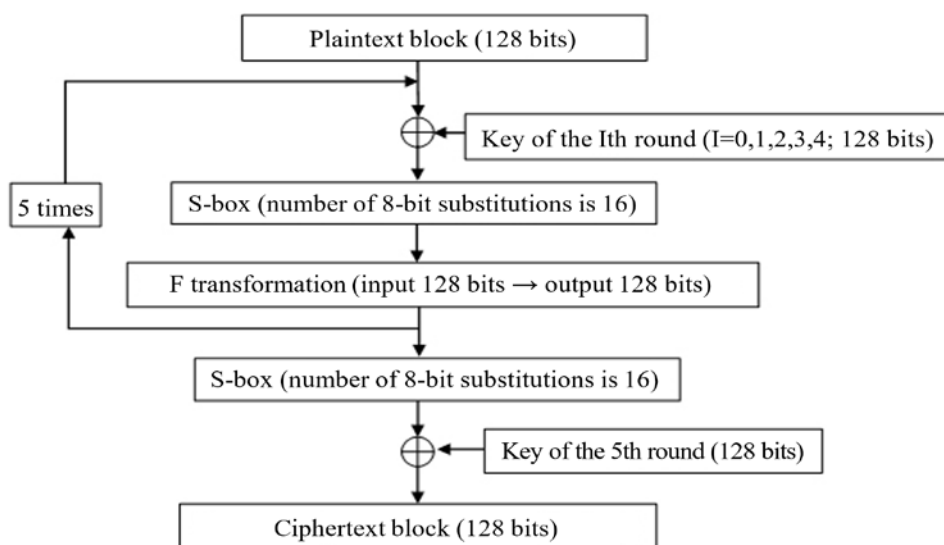 Plaintext block (128 bits)
Key of the Ith round (I=0,1,2,3,4; 128 bits)
S-box (number of 8-bit substitutions is 16)
5 times
F transformation (input 128 bits → output 128 bits)
S-box (number of 8-bit substitutions is 16)
Key of the 5th round (128 bits)
Ciphertext block (128 bits)